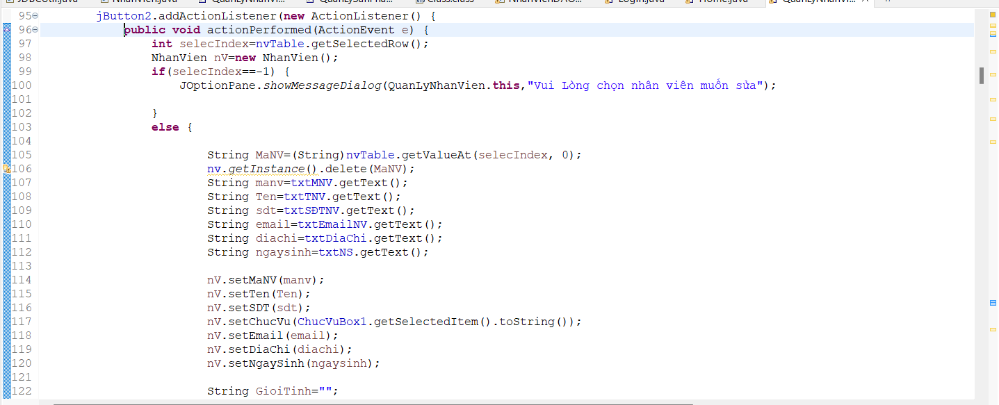 95 jButton2.addActionListener(new ActionListener() {
96 public void actionPerformed(ActionEvent e) {
97 int selecIndex=nvTable.getSelectedRow();
98 NhanVien nV=new NhanVien();
99 if(selecIndex==-1) {
100 JOptionPane.showMessageDialog(QuanLyNhanVien.this,"Vui Lòng chọn nhân viên muốn sửa");
101
102 }
103 else {
104
105 String MaNV=(String)nvTable.getValueAt(selecIndex, 0);
106 nv.getInstance().delete(MaNV);
107 String manv=txtMNV.getText();
108 String Ten=txtTNV.getText();
109 String sdt=txtSĐTNV.getText();
110 String email=txtEmailNV.getText();
111 String diachi=txtDiaChi.getText();
112 String ngaysinh=txtNS.getText();
113
114 nV.setMaNV(manv);
115 nV.setTen(Ten);
116 nV.setSDT(sdt);
117 nV.setChucVu(ChucVuBox1.getSelectedItem().toString());
118 nV.setEmail(email);
119 nV.setDiaChi(diachi);
120 nV.setNgaySinh(ngaysinh);
121
122 String GioiTinh="";